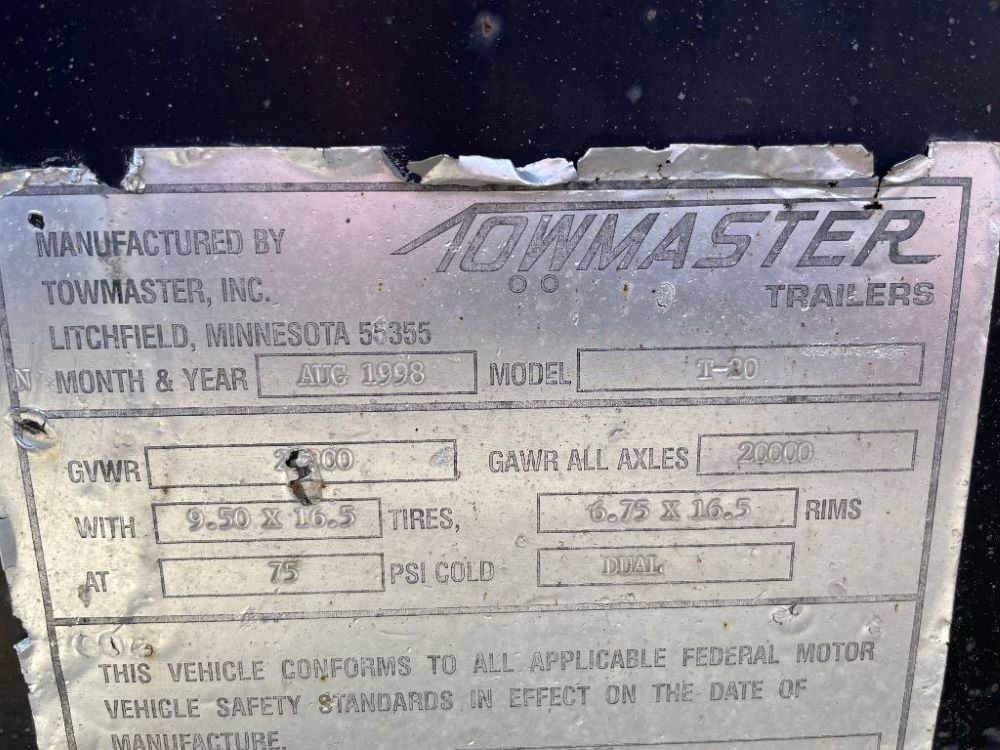 MANUFACTURED BY
TOWMASTER, INC.
LITCHFIELD, MINNESOTA 55355
TOWMASTER
TRAILERS
N MONTH & YEAR AUG 1998 MODEL T-20
GVWR GAWR ALL AXLES 20000
WITH 9.50 X 16.5 TIRES, 6.75 X 16.5 RIMS
AT 75 PSI COLD DUAL
THIS VEHICLE CONFORMS TO ALL APPLICABLE FEDERAL MOTOR
VEHICLE SAFETY STANDARDS IN EFFECT ON THE DATE OF
MANUFACTURE.